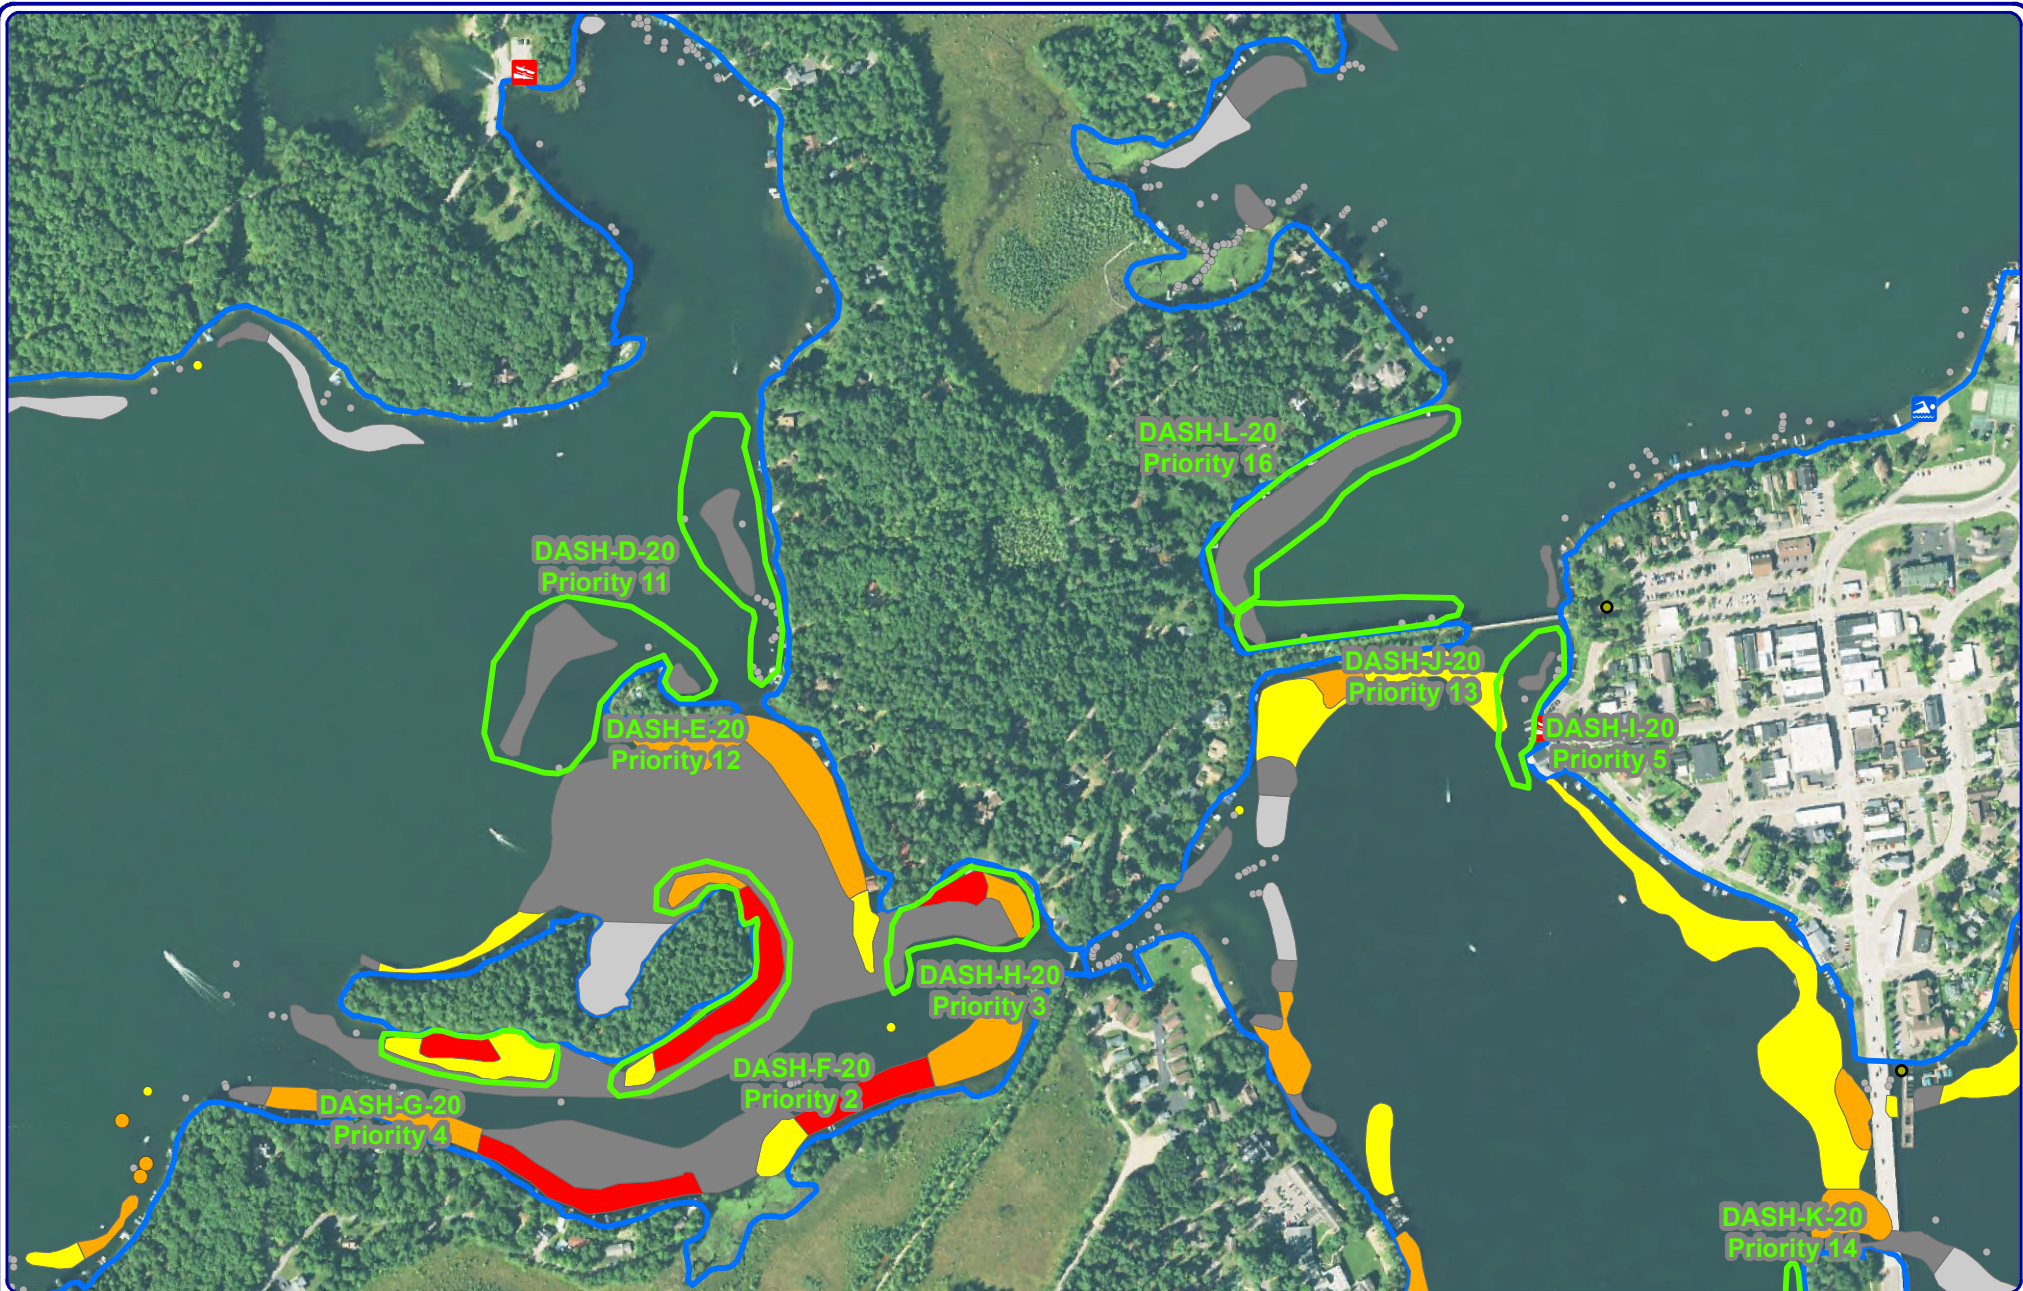 DASH-L-20
Priority 16
DASH-D-20
Priority 11
DASH-J-20
Priority 13
DASH-E-20
Priority 12
DASH-I-20
Priority 5
DASH-H-20
Priority 3
DASH-F-20
Priority 2
DASH-G-20
Priority 4
DASH-K-20
Priority 14